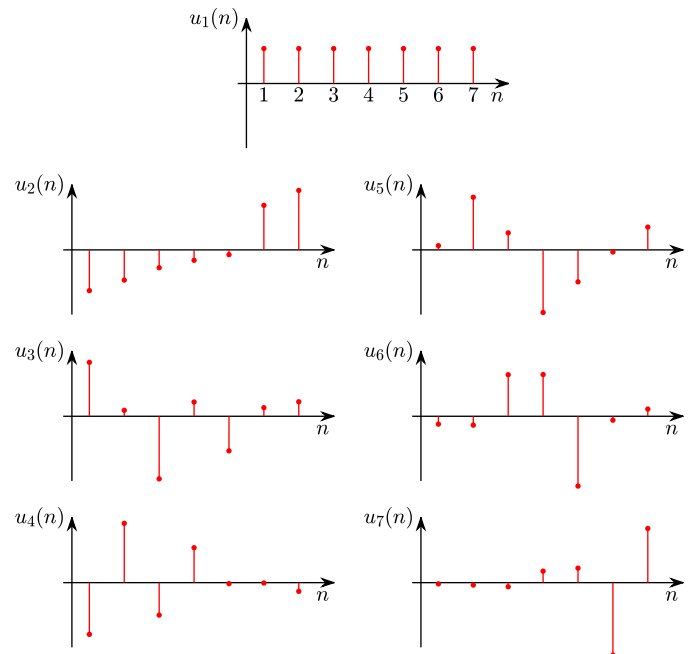 u₁(n)
1 2 3 4 5 6 7 n
u₂(n)
n
u₅(n)
n
u₃(n)
n
u₆(n)
n
u₄(n)
n
u₇(n)
n